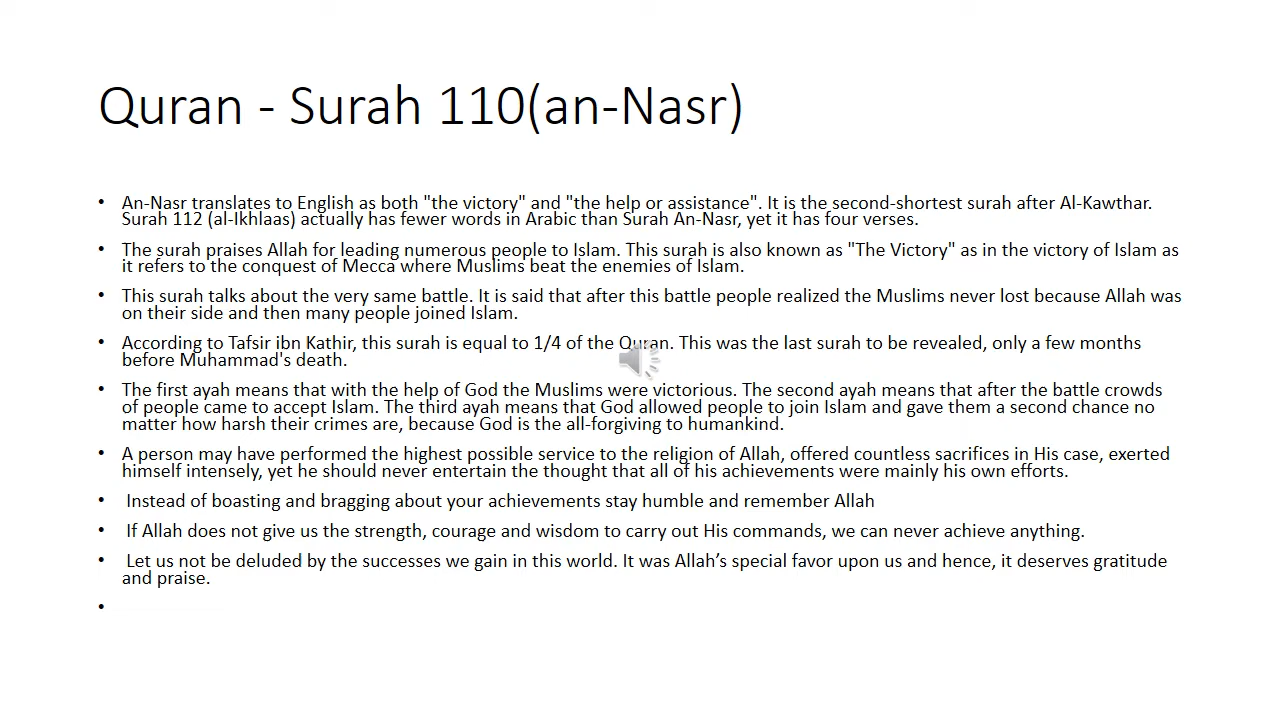 Quran - Surah 110(an-Nasr)
• An-Nasr translates to English as both "the victory" and "the help or assistance". It is the second-shortest surah after Al-Kawthar.
Surah 112 (al-Ikhlaas) actually has fewer words in Arabic than Surah An-Nasr, yet it has four verses.
• The surah praises Allah for leading numerous people to Islam. This surah is also known as "The Victory" as in the victory of Islam as
it refers to the conquest of Mecca where Muslims beat the enemies of Islam.
• This surah talks about the very same battle. It is said that after this battle people realized the Muslims never lost because Allah was
on their side and then many people joined Islam.
• According to Tafsir ibn Kathir, this surah is equal to 1/4 of the Quran. This was the last surah to be revealed, only a few months
before Muhammad's death.
• The first ayah means that with the help of God the Muslims were victorious. The second ayah means that after the battle crowds
of people came to accept Islam. The third ayah means that God allowed people to join Islam and gave them a second chance no
matter how harsh their crimes are, because God is the all-forgiving to humankind.
• A person may have performed the highest possible service to the religion of Allah, offered countless sacrifices in His case, exerted
himself intensely, yet he should never entertain the thought that all of his achievements were mainly his own efforts.
• Instead of boasting and bragging about your achievements stay humble and remember Allah
• If Allah does not give us the strength, courage and wisdom to carry out His commands, we can never achieve anything.
• Let us not be deluded by the successes we gain in this world. It was Allah’s special favor upon us and hence, it deserves gratitude
and praise.
•